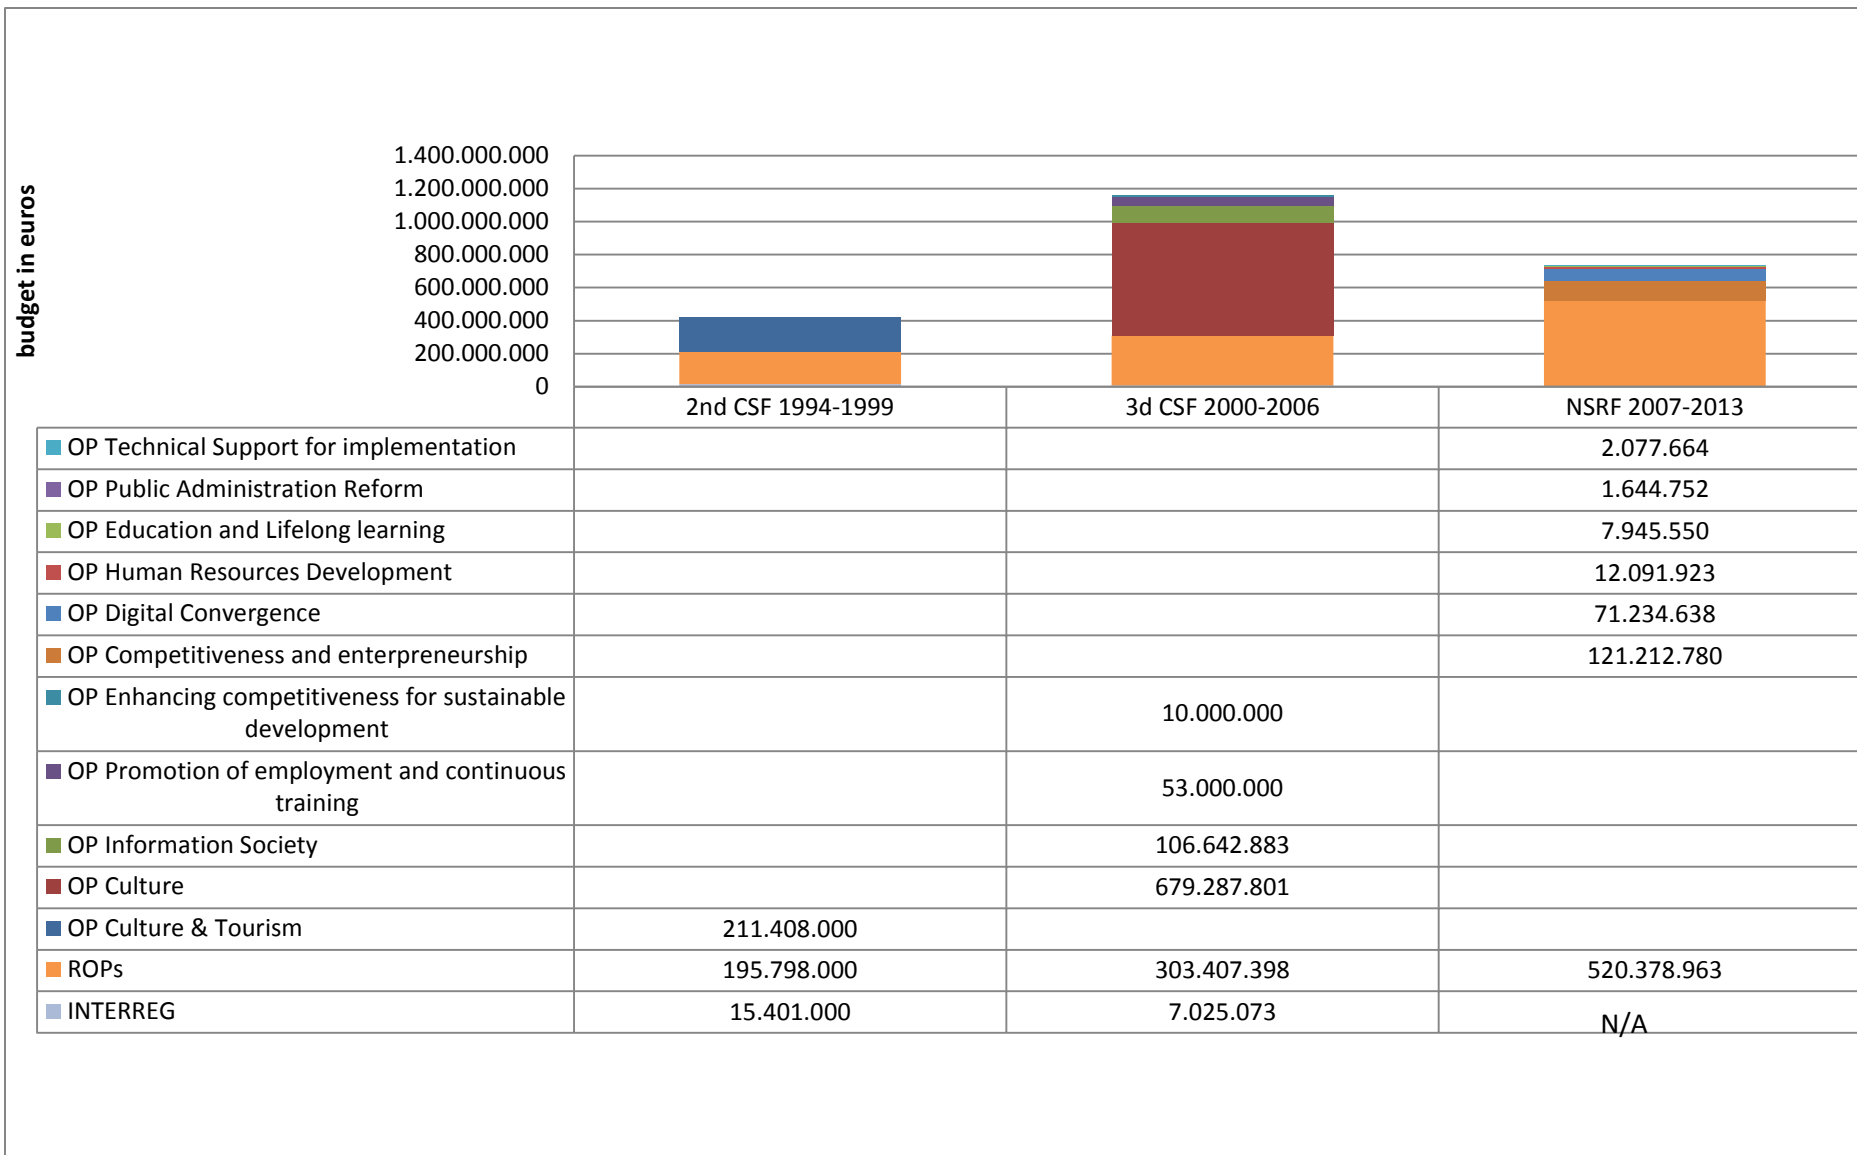 budget in euros
1.400.000.000
1.200.000.000
1.000.000.000
800.000.000
600.000.000
400.000.000
200.000.000
0
2nd CSF 1994-1999 3d CSF 2000-2006 NSRF 2007-2013
OP Technical Support for implementation 2.077.664
OP Public Administration Reform 1.644.752
OP Education and Lifelong learning 7.945.550
OP Human Resources Development 12.091.923
OP Digital Convergence 71.234.638
OP Competitiveness and enterpreneurship 121.212.780
OP Enhancing competitiveness for sustainable
development 10.000.000
OP Promotion of employment and continuous
training 53.000.000
OP Information Society 106.642.883
OP Culture 679.287.801
OP Culture & Tourism 211.408.000
ROPs 195.798.000 303.407.398 520.378.963
INTERREG 15.401.000 7.025.073 N/A